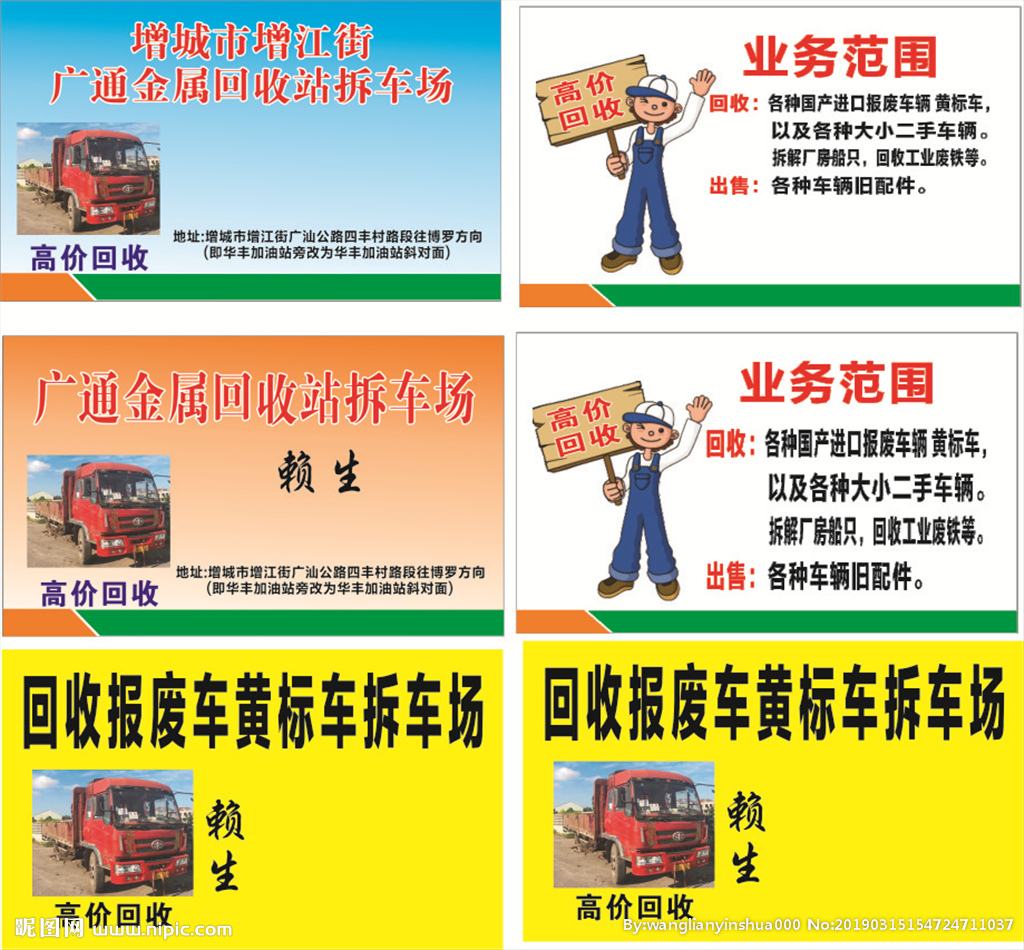 增城市增江街
广通金属回收站拆车场
高价回收
地址:增城市增江街广汕公路四丰村路段往博罗方向
(即华丰加油站旁改为华丰加油站斜对面)
高价
回收
业务范围
回收：各种国产进口报废车辆 黄标车，
以及各种大小二手车辆。
拆解厂房船只，回收工业废铁等。
出售：各种车辆旧配件。
广通金属回收站拆车场
赖生
高价回收
地址:增城市增江街广汕公路四丰村路段往博罗方向
(即华丰加油站旁改为华丰加油站斜对面)
高价
回收
业务范围
回收：各种国产进口报废车辆 黄标车，
以及各种大小二手车辆。
拆解厂房船只，回收工业废铁等。
出售：各种车辆旧配件。
回收报废车黄标车拆车场
赖
生
高价回收
回收报废车黄标车拆车场
赖
生
高价回收
昵图网 www.nipic.com
By:wanglianyinshua000 No:20190315154724711037